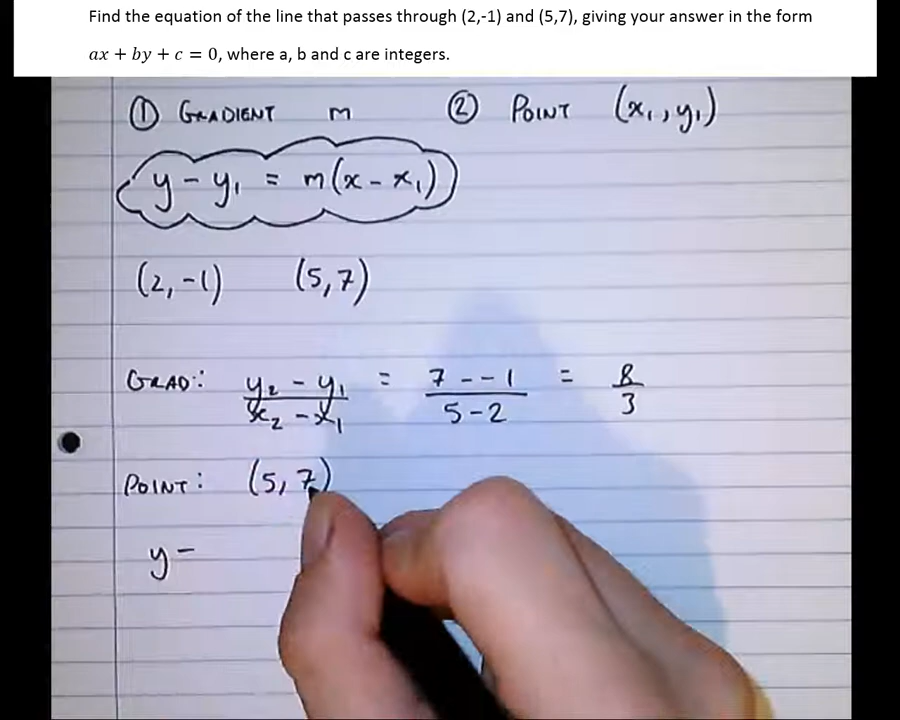 Find the equation of the line that passes through (2,-1) and (5,7), giving your answer in the form
ax + by + c = 0, where a, b and c are integers.
① GRADIENT m ② POINT (x₁, y₁)
y - y₁ = m(x - x₁)
(2, -1) (5, 7)
GRAD: y₂ - y₁ / x₂ - x₁ = 7 - - 1 / 5 - 2 = 8 / 3
POINT: (5, 7)
y -